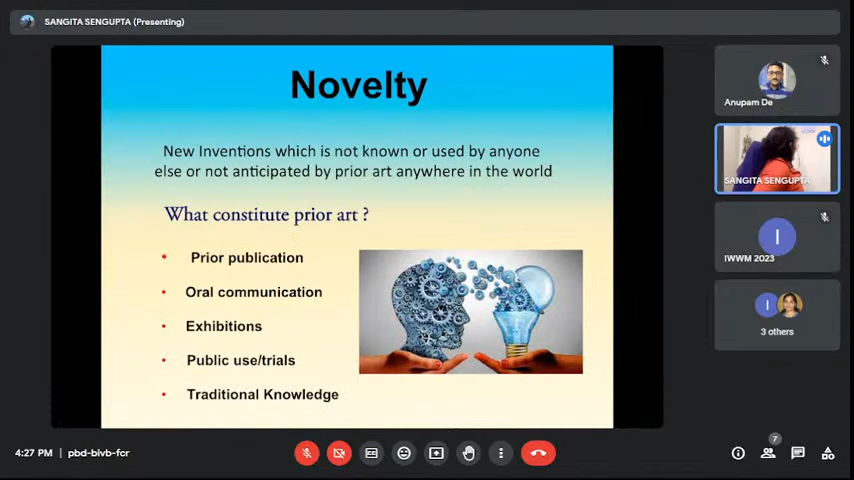 SANGITA SENGUPTA (Presenting)
Novelty
New Inventions which is not known or used by anyone
else or not anticipated by prior art anywhere in the world
What constitute prior art ?
• Prior publication
• Oral communication
• Exhibitions
• Public use/trials
• Traditional Knowledge
Anupam De
SANGITA SENGUPTA
I
IWWM 2023
I
3 others
4:27 PM | pbd-bivb-fcr
7